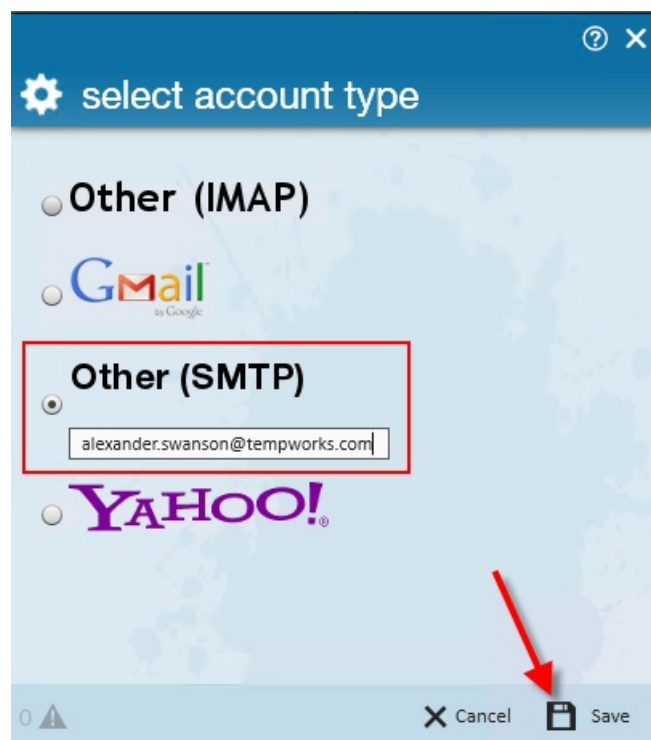 select account type
Other (IMAP)
GMail
by Google
Other (SMTP)
alexander.swanson@tempworks.com
YAHOO!
0
Cancel
Save